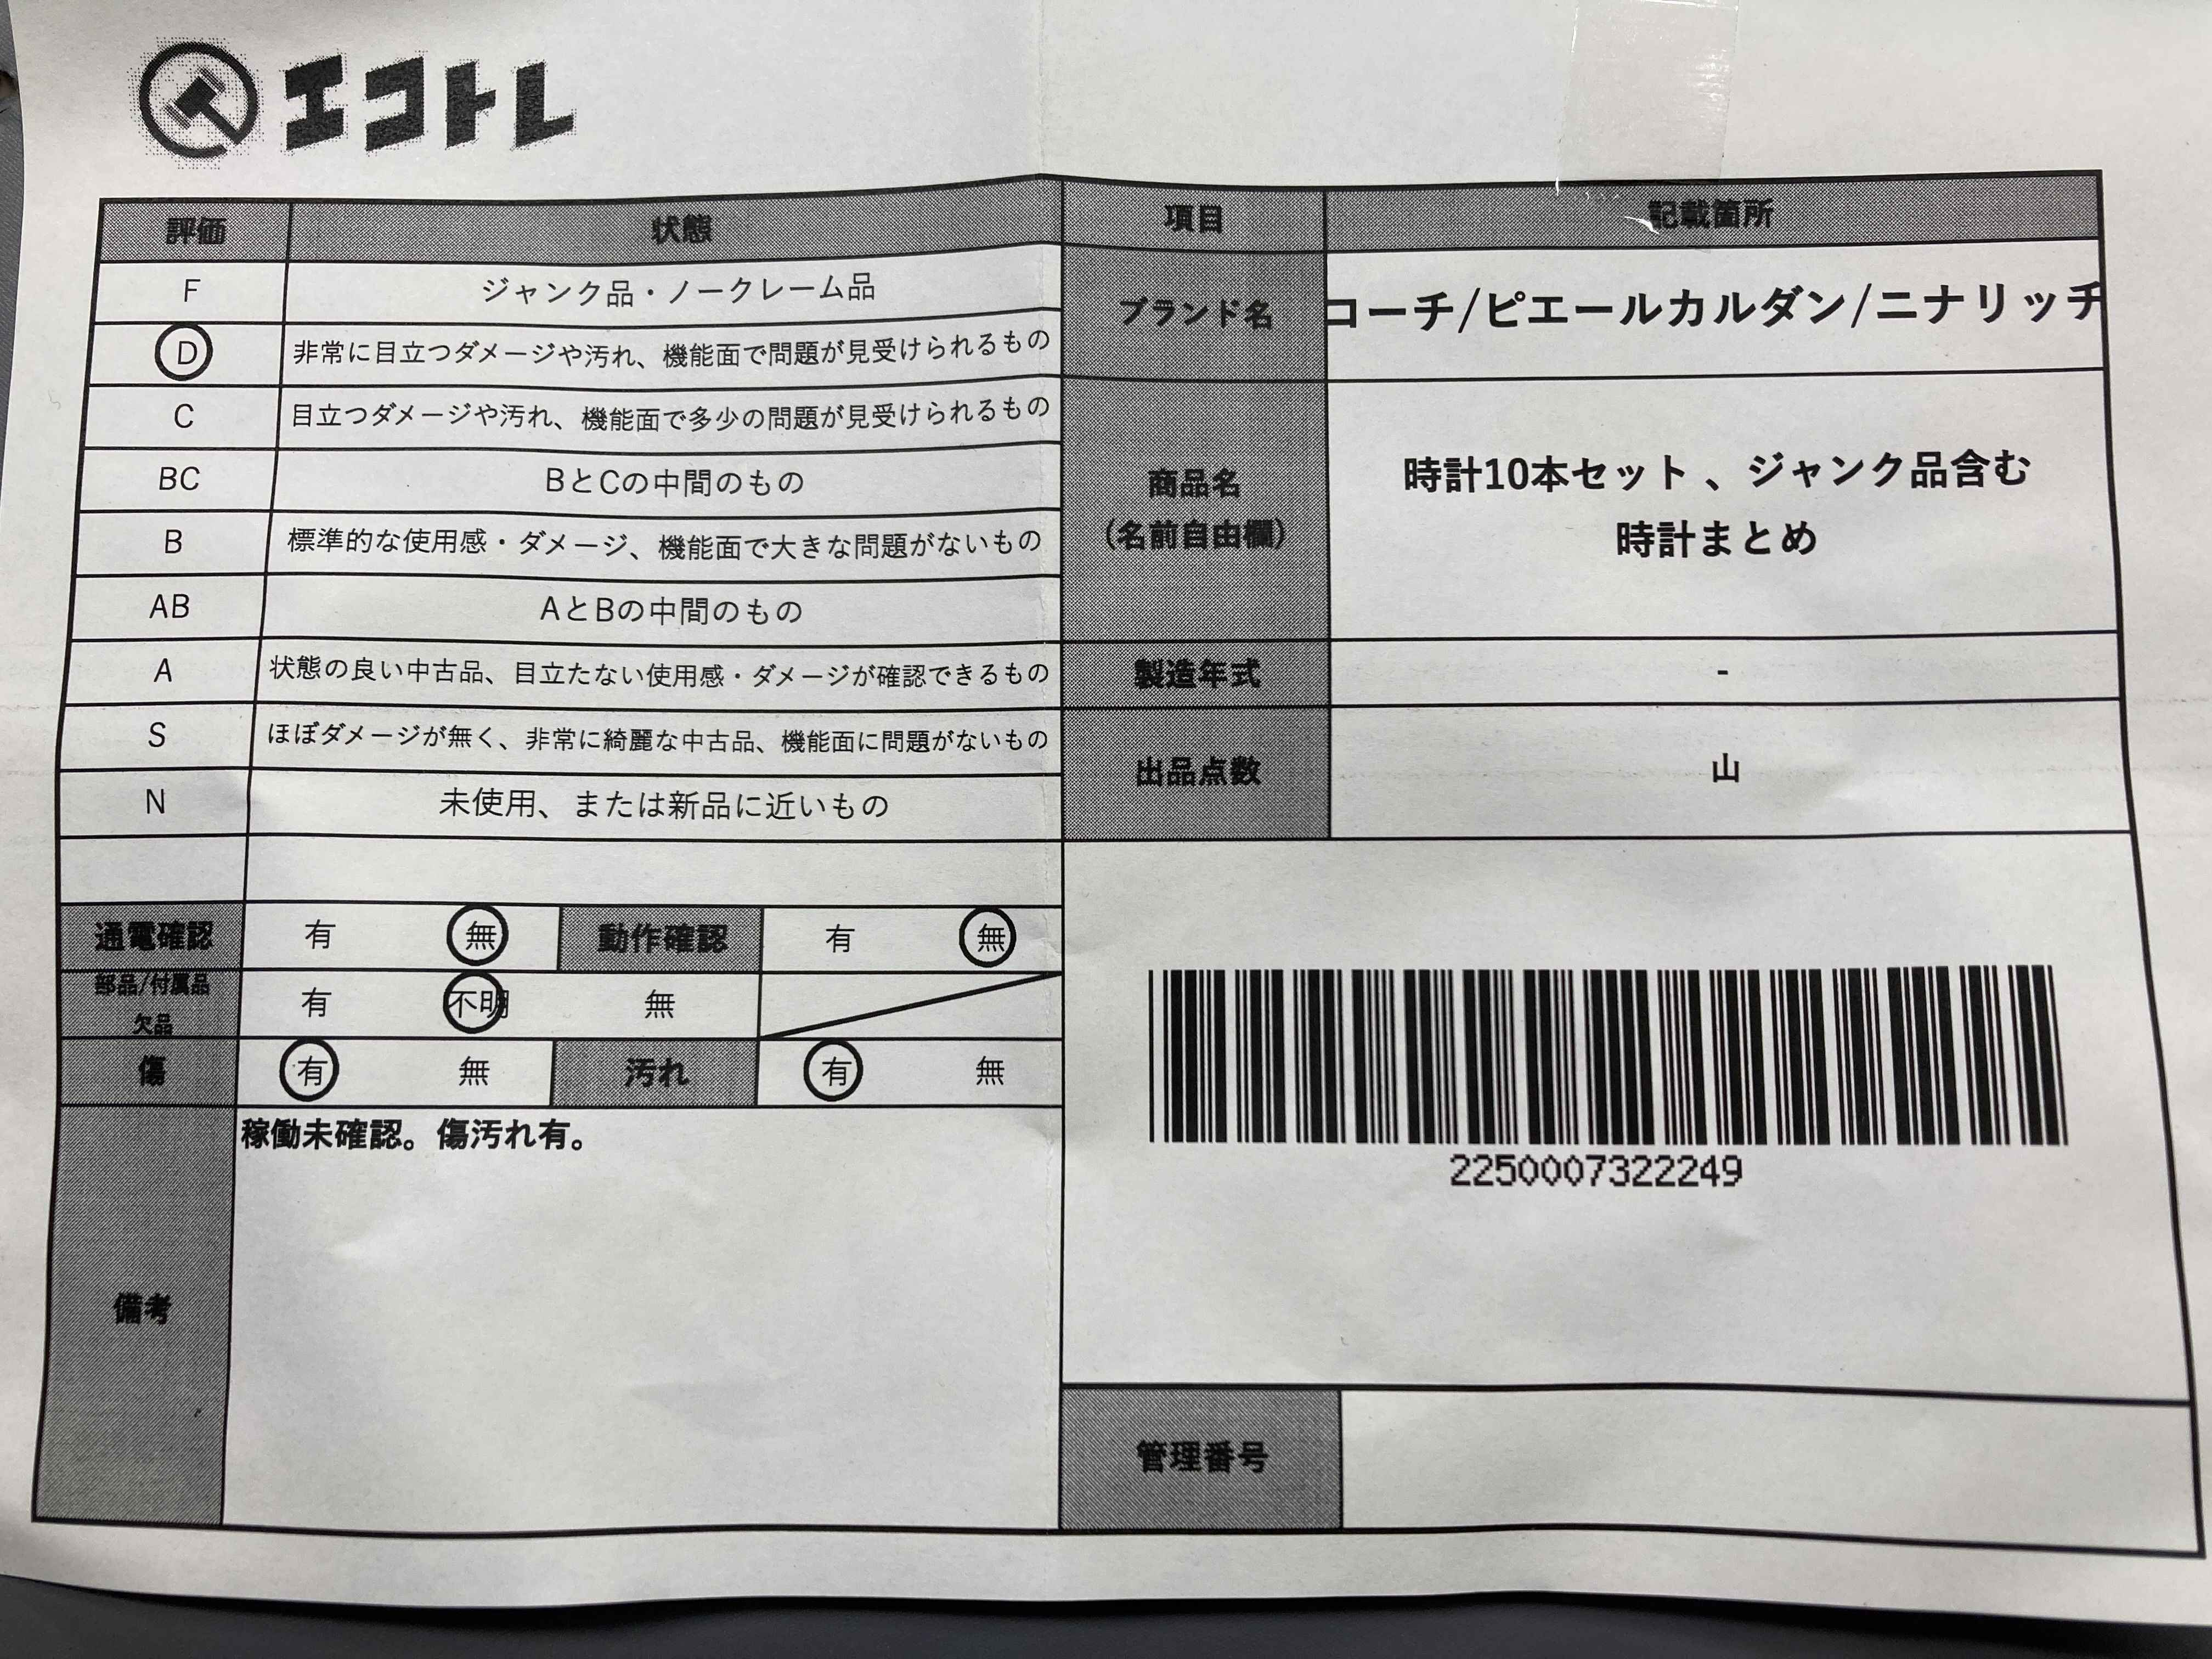 エコトレ
評価 状態
F ジャンク品・ノークレーム品
D 非常に目立つダメージや汚れ、機能面で問題が見受けられるもの
C 目立つダメージや汚れ、機能面で多少の問題が見受けられるもの
BC BとCの中間のもの
B 標準的な使用感・ダメージ、機能面で大きな問題がないもの
AB AとBの中間のもの
A 状態の良い中古品、目立たない使用感・ダメージが確認できるもの
S ほぼダメージが無く、非常に綺麗な中古品、機能面に問題がないもの
N 未使用、または新品に近いもの
通電確認 有 無 動作確認 有 無
部品/付属品
欠品
有 不明 無
傷 有 無 汚れ 有 無
備考
稼働未確認。傷汚れ有。
項目 記載箇所
ブランド名 コーチ/ピエールカルダン/ニナリッチ
商品名
(名前自由欄)
時計10本セット 、ジャンク品含む
時計まとめ
製造年式 -
出品点数 山
2250007322249
管理番号